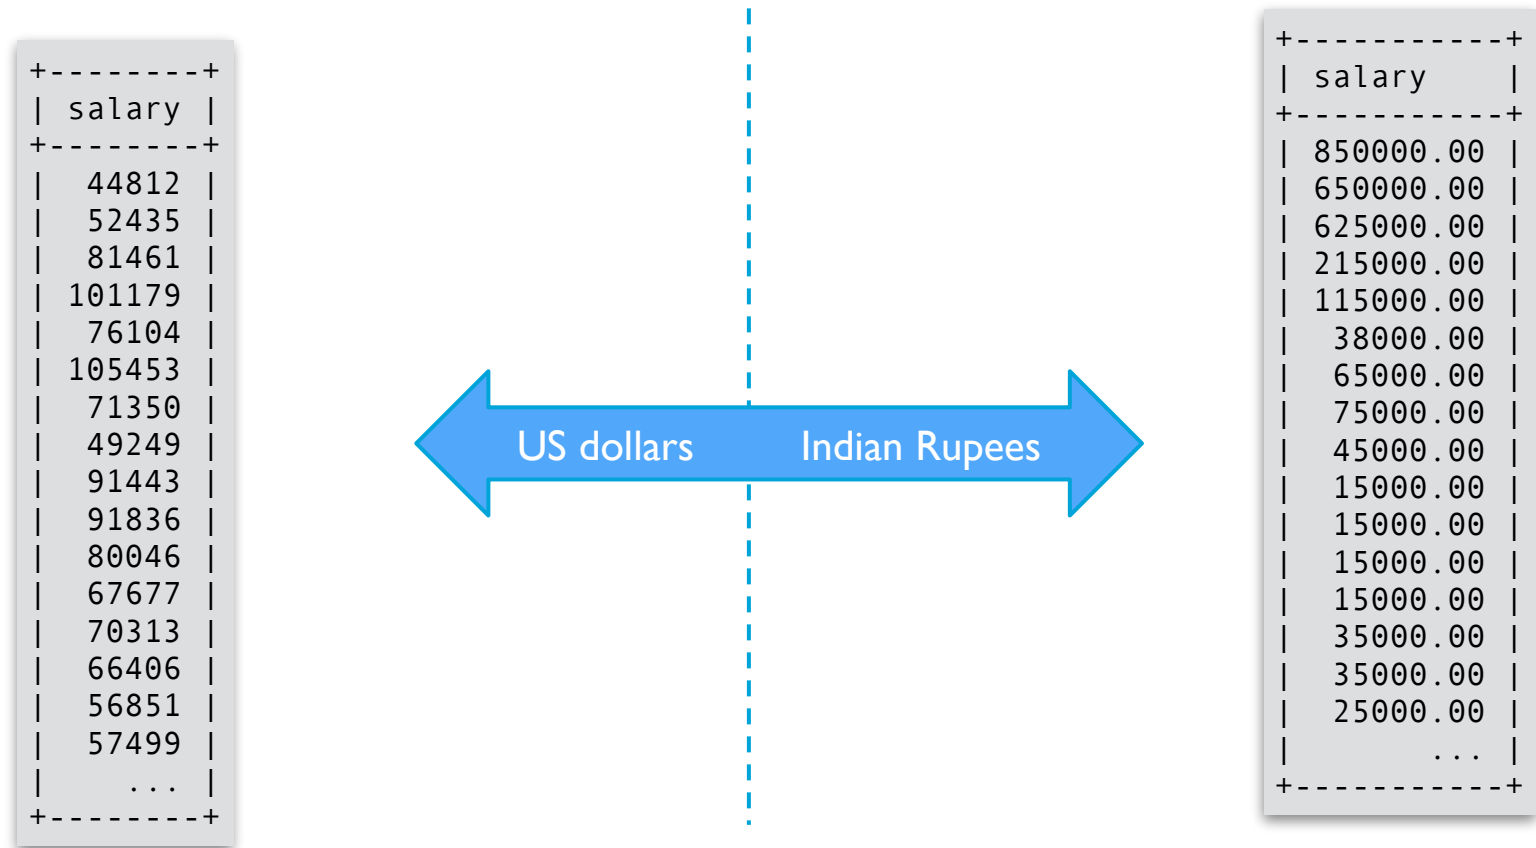 +--------+
| salary |
+--------+
|  44812 |
|  52435 |
|  81461 |
| 101179 |
|  76104 |
| 105453 |
|  71350 |
|  49249 |
|  91443 |
|  91836 |
|  80046 |
|  67677 |
|  70313 |
|  66406 |
|  56851 |
|  57499 |
|    ... |
+--------+
US dollars
Indian Rupees
+-----------+
| salary    |
+-----------+
| 850000.00 |
| 650000.00 |
| 625000.00 |
| 215000.00 |
| 115000.00 |
|  38000.00 |
|  65000.00 |
|  75000.00 |
|  45000.00 |
|  15000.00 |
|  15000.00 |
|  15000.00 |
|  15000.00 |
|  35000.00 |
|  35000.00 |
|  25000.00 |
|       ... |
+-----------+